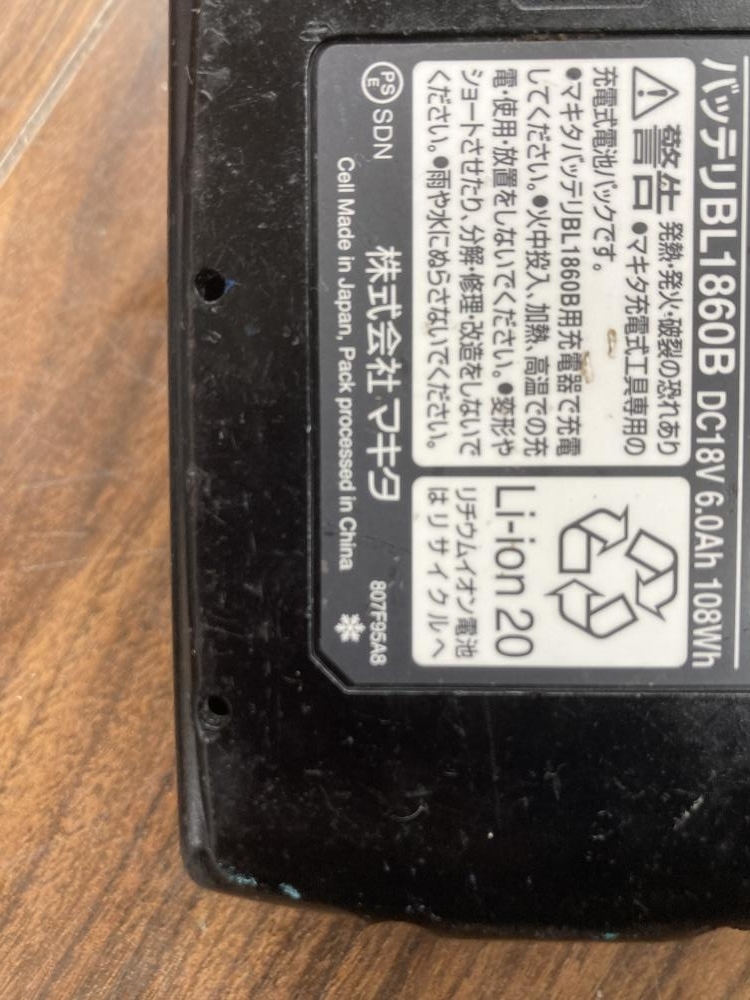 バッテリBL1860B DC18V 6.0Ah 108Wh
警告 発熱・発火・破裂の恐れあり
●マキタ充電式工具専用の
充電式電池パックです。
●マキタバッテリBL1860B用充電器で充電
してください。●火中投入、加熱、高温での充
電・使用・放置をしないでください。●変形や
ショートさせたり、分解・修理・改造をしないで
ください。●雨や水にぬらさないでください。
Li-ion 20
リチウムイオン電池
はリサイクルへ
PS
E
SDN
株式会社マキタ
807F95A8
Cell Made in Japan, Pack processed in China